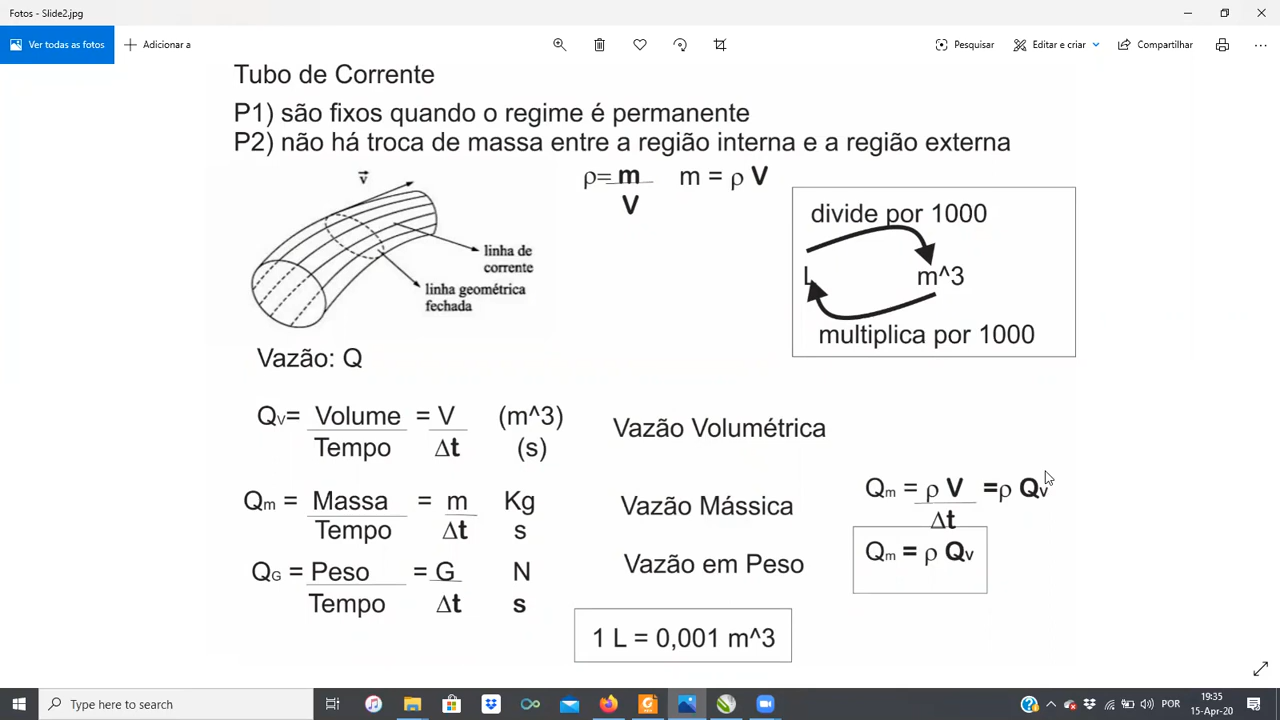 Fotos - Slide2.jpg
Ver todas as fotos
Adicionar a
Pesquisar
Editar e criar
Compartilhar
Tubo de Corrente
P1) são fixos quando o regime é permanente
P2) não há troca de massa entre a região interna e a região externa
ρ= m
V
m = ρ V
v
linha de
corrente
linha geométrica
fechada
divide por 1000
L m^3
multiplica por 1000
Vazão: Q
Qv= Volume = V (m^3)
Tempo Δt (s)
Vazão Volumétrica
Qm = Massa = m Kg
Tempo Δt s
Vazão Mássica
Qm = ρ V =ρ Qv
Δt
Qm = ρ Qv
QG = Peso = G N
Tempo Δt s
Vazão em Peso
1 L = 0,001 m^3
Type here to search
POR
19:35
15-Apr-20